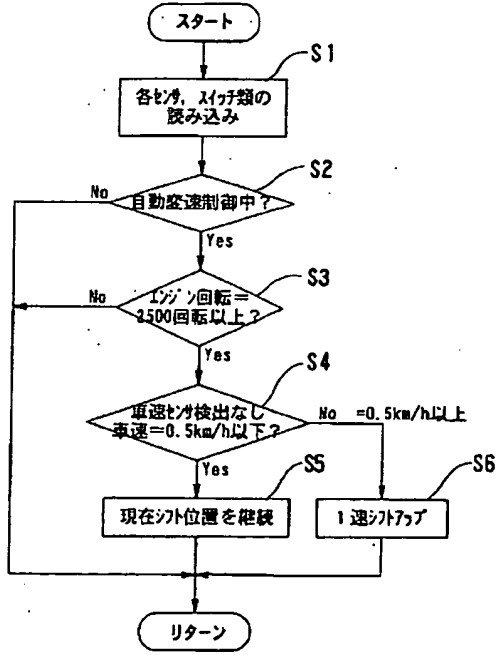 スタート
S1
各ｾﾝｻ, ｽｲｯﾁ類の
読み込み
S2
No
自動変速制御中?
Yes
S3
No
ｴﾝｼﾞﾝ回転=
2500回転以上?
Yes
S4
車速ｾﾝｻ検出なし
車速=0.5km/h以下?
No =0.5km/h以上
Yes
S5
現在ｼﾌﾄ位置を継続
S6
1速ｼﾌﾄｱｯﾌﾟ
リターン